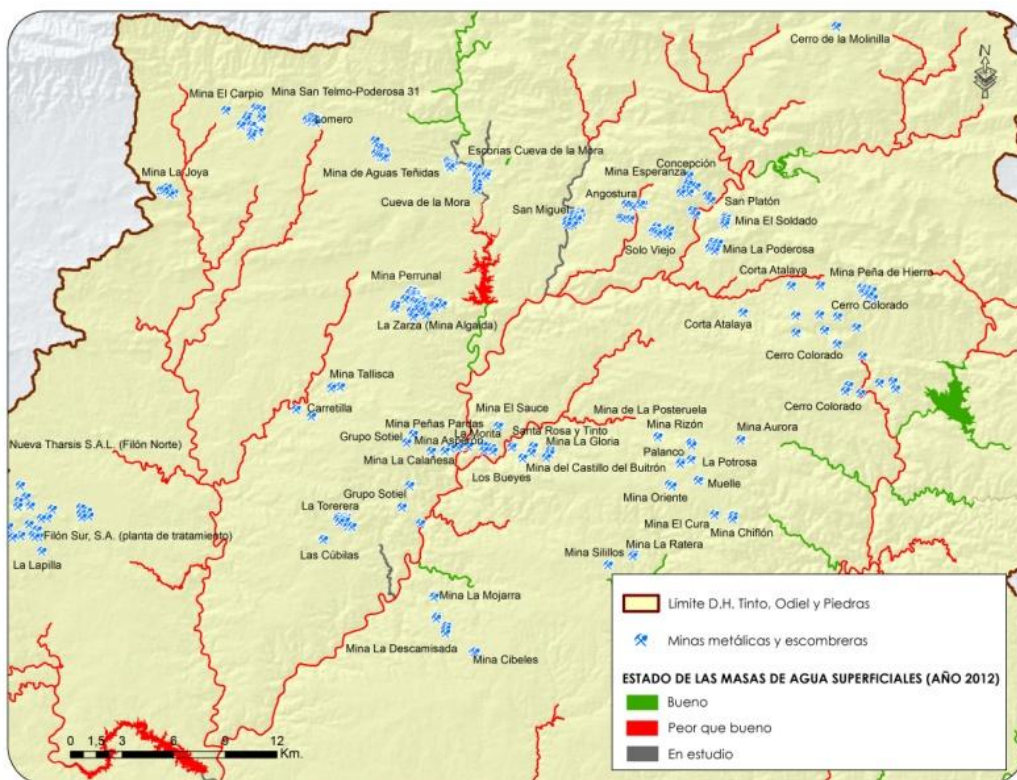 Cerro de la Molinilla
N
Mina El Carpio
Mina San Telmo-Poderosa 31
Lomero
Escorias Cueva de la Mora
Concepción
Mina La Joya
Mina de Aguas Teñidas
Mina Esperanza
Angostura
Cueva de la Mora
San Miguel
San Platón
Mina El Soldado
Solo Viejo
Mina La Poderosa
Mina Perrunal
Corta Atalaya
Mina Peña de Hierro
Cerro Colorado
La Zarza (Mina Algaida)
Corta Atalaya
Cerro Colorado
Mina Tallisca
Carretilla
Mina El Sauce
Mina de La Posteruela
Cerro Colorado
Mina Peñas Pardas
La Morita
Santa Rosa y Tinto
Mina Rizón
Mina Aurora
Nueva Tharsis S.A.L. (Filón Norte)
Grupo Sotiel
Mina Asperón
Mina La Gloria
Palanco
Mina La Calañesa
Mina del Castillo del Buitrón
La Potrosa
Los Bueyes
Muelle
Grupo Sotiel
Mina Oriente
La Torerera
Filón Sur, S.A. (planta de tratamiento)
Mina El Cura
Mina Chiflón
La Lapilla
Las Cúbilas
Mina La Ratera
Mina Silillos
Mina La Mojarra
Mina La Descamisada
Mina Cibeles
Límite D.H. Tinto, Odiel y Piedras
Minas metálicas y escombreras
ESTADO DE LAS MASAS DE AGUA SUPERFICIALES (AÑO 2012)
Bueno
Peor que bueno
En estudio
0 1,5 3 6 9 12
Km.